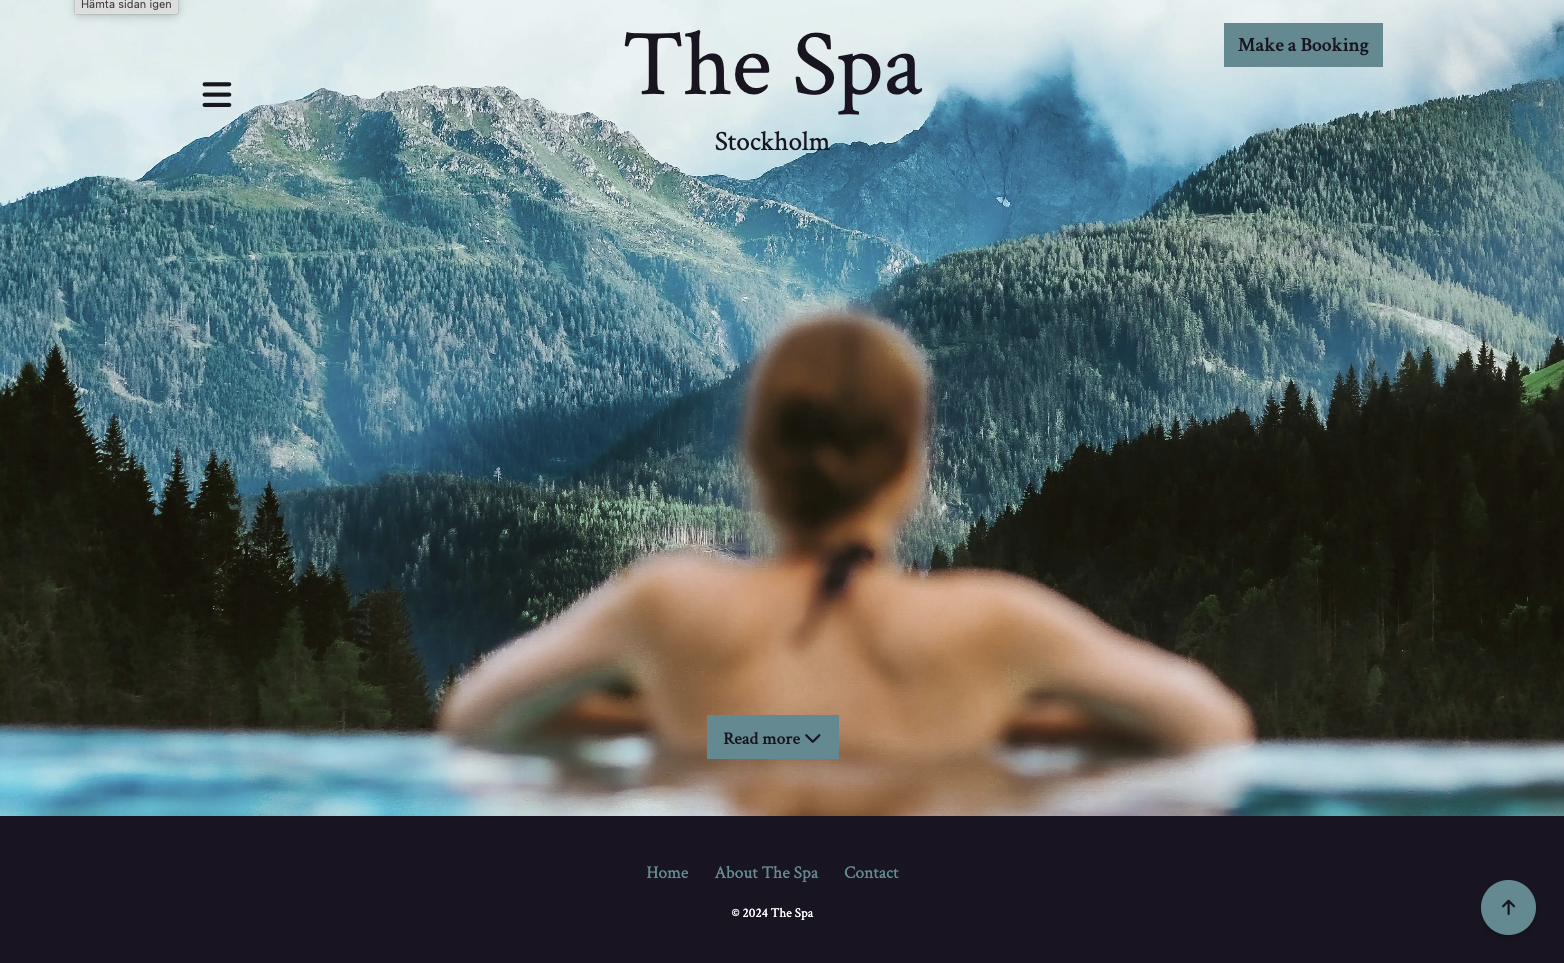 Hämta sidan igen
The Spa
Make a Booking
Stockholm
Read more
Home About The Spa Contact
© 2024 The Spa